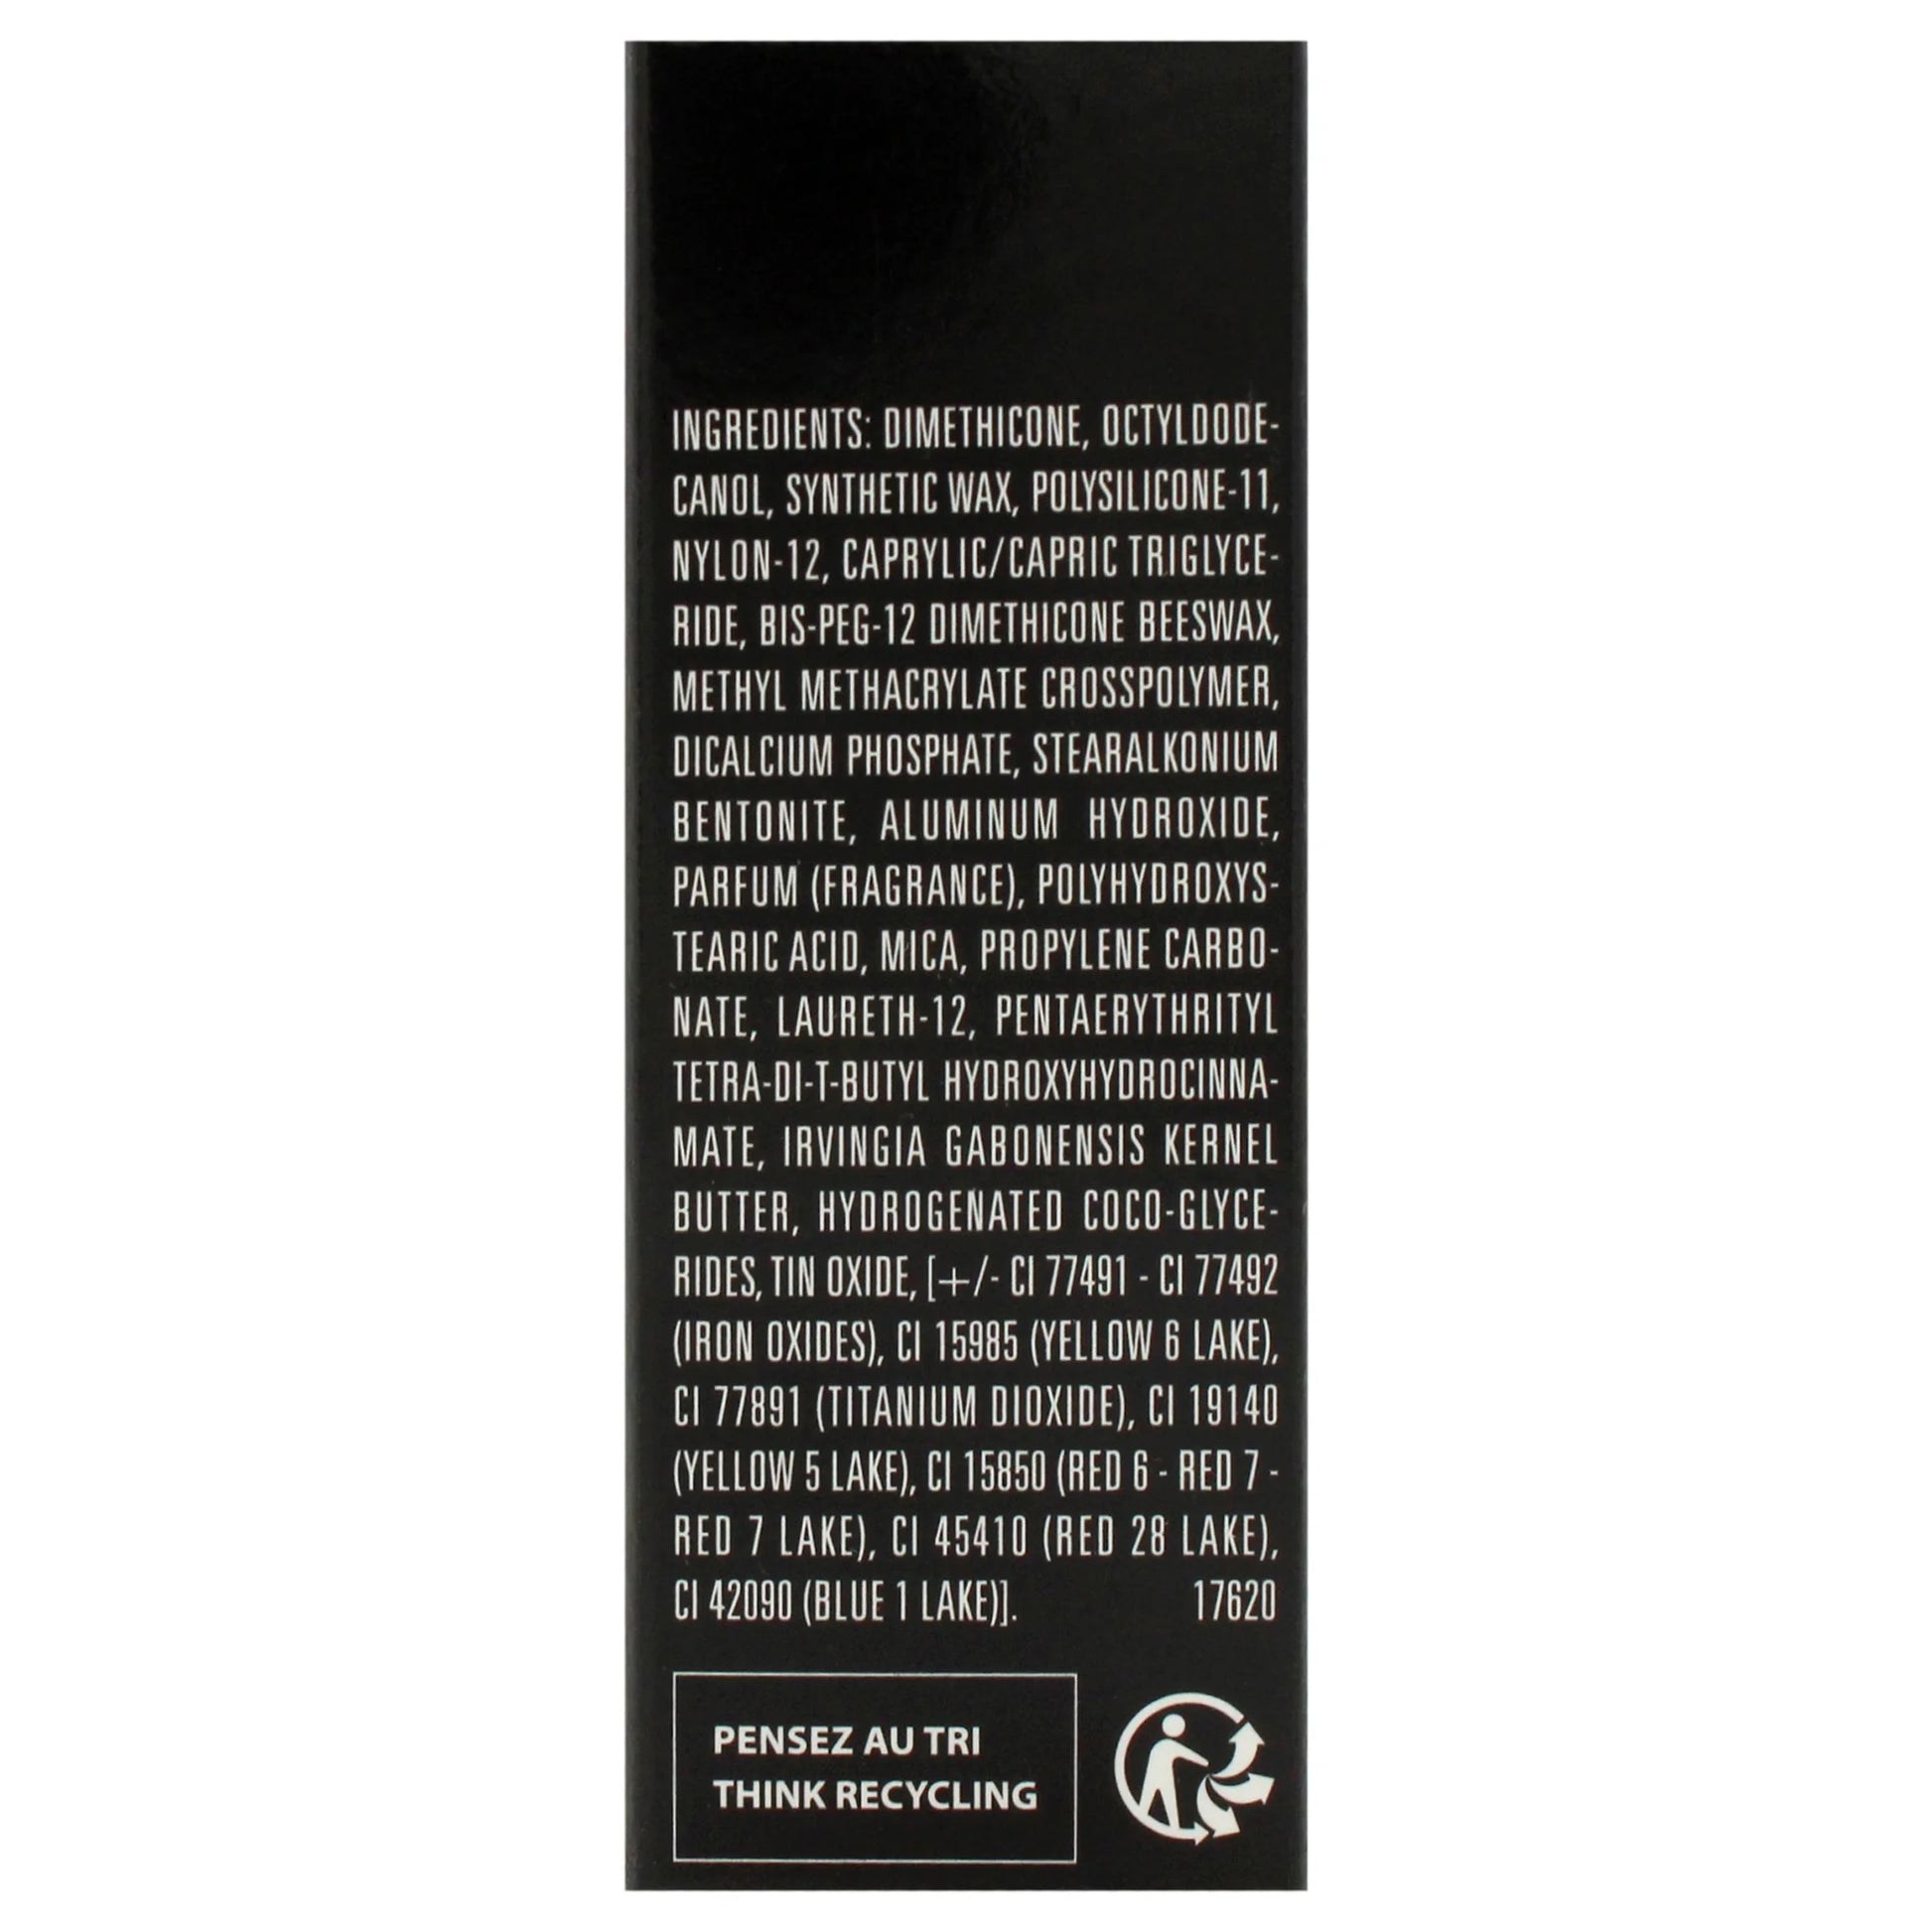 INGREDIENTS: DIMETHICONE, OCTYLDODE-
CANOL, SYNTHETIC WAX, POLYSILICONE-11,
NYLON-12, CAPRYLIC/CAPRIC TRIGLYCE-
RIDE, BIS-PEG-12 DIMETHICONE BEESWAX,
METHYL METHACRYLATE CROSSPOLYMER,
DICALCIUM PHOSPHATE, STEARALKONIUM
BENTONITE, ALUMINUM HYDROXIDE,
PARFUM (FRAGRANCE), POLYHYDROXYS-
TEARIC ACID, MICA, PROPYLENE CARBO-
NATE, LAURETH-12, PENTAERYTHRITYL
TETRA-DI-T-BUTYL HYDROXYHYDROCINNA-
MATE, IRVINGIA GABONENSIS KERNEL
BUTTER, HYDROGENATED COCO-GLYCE-
RIDES, TIN OXIDE, [+/- CI 77491 - CI 77492
(IRON OXIDES), CI 15985 (YELLOW 6 LAKE),
CI 77891 (TITANIUM DIOXIDE), CI 19140
(YELLOW 5 LAKE), CI 15850 (RED 6 - RED 7 -
RED 7 LAKE), CI 45410 (RED 28 LAKE),
CI 42090 (BLUE 1 LAKE)]. 17620
PENSEZ AU TRI
THINK RECYCLING